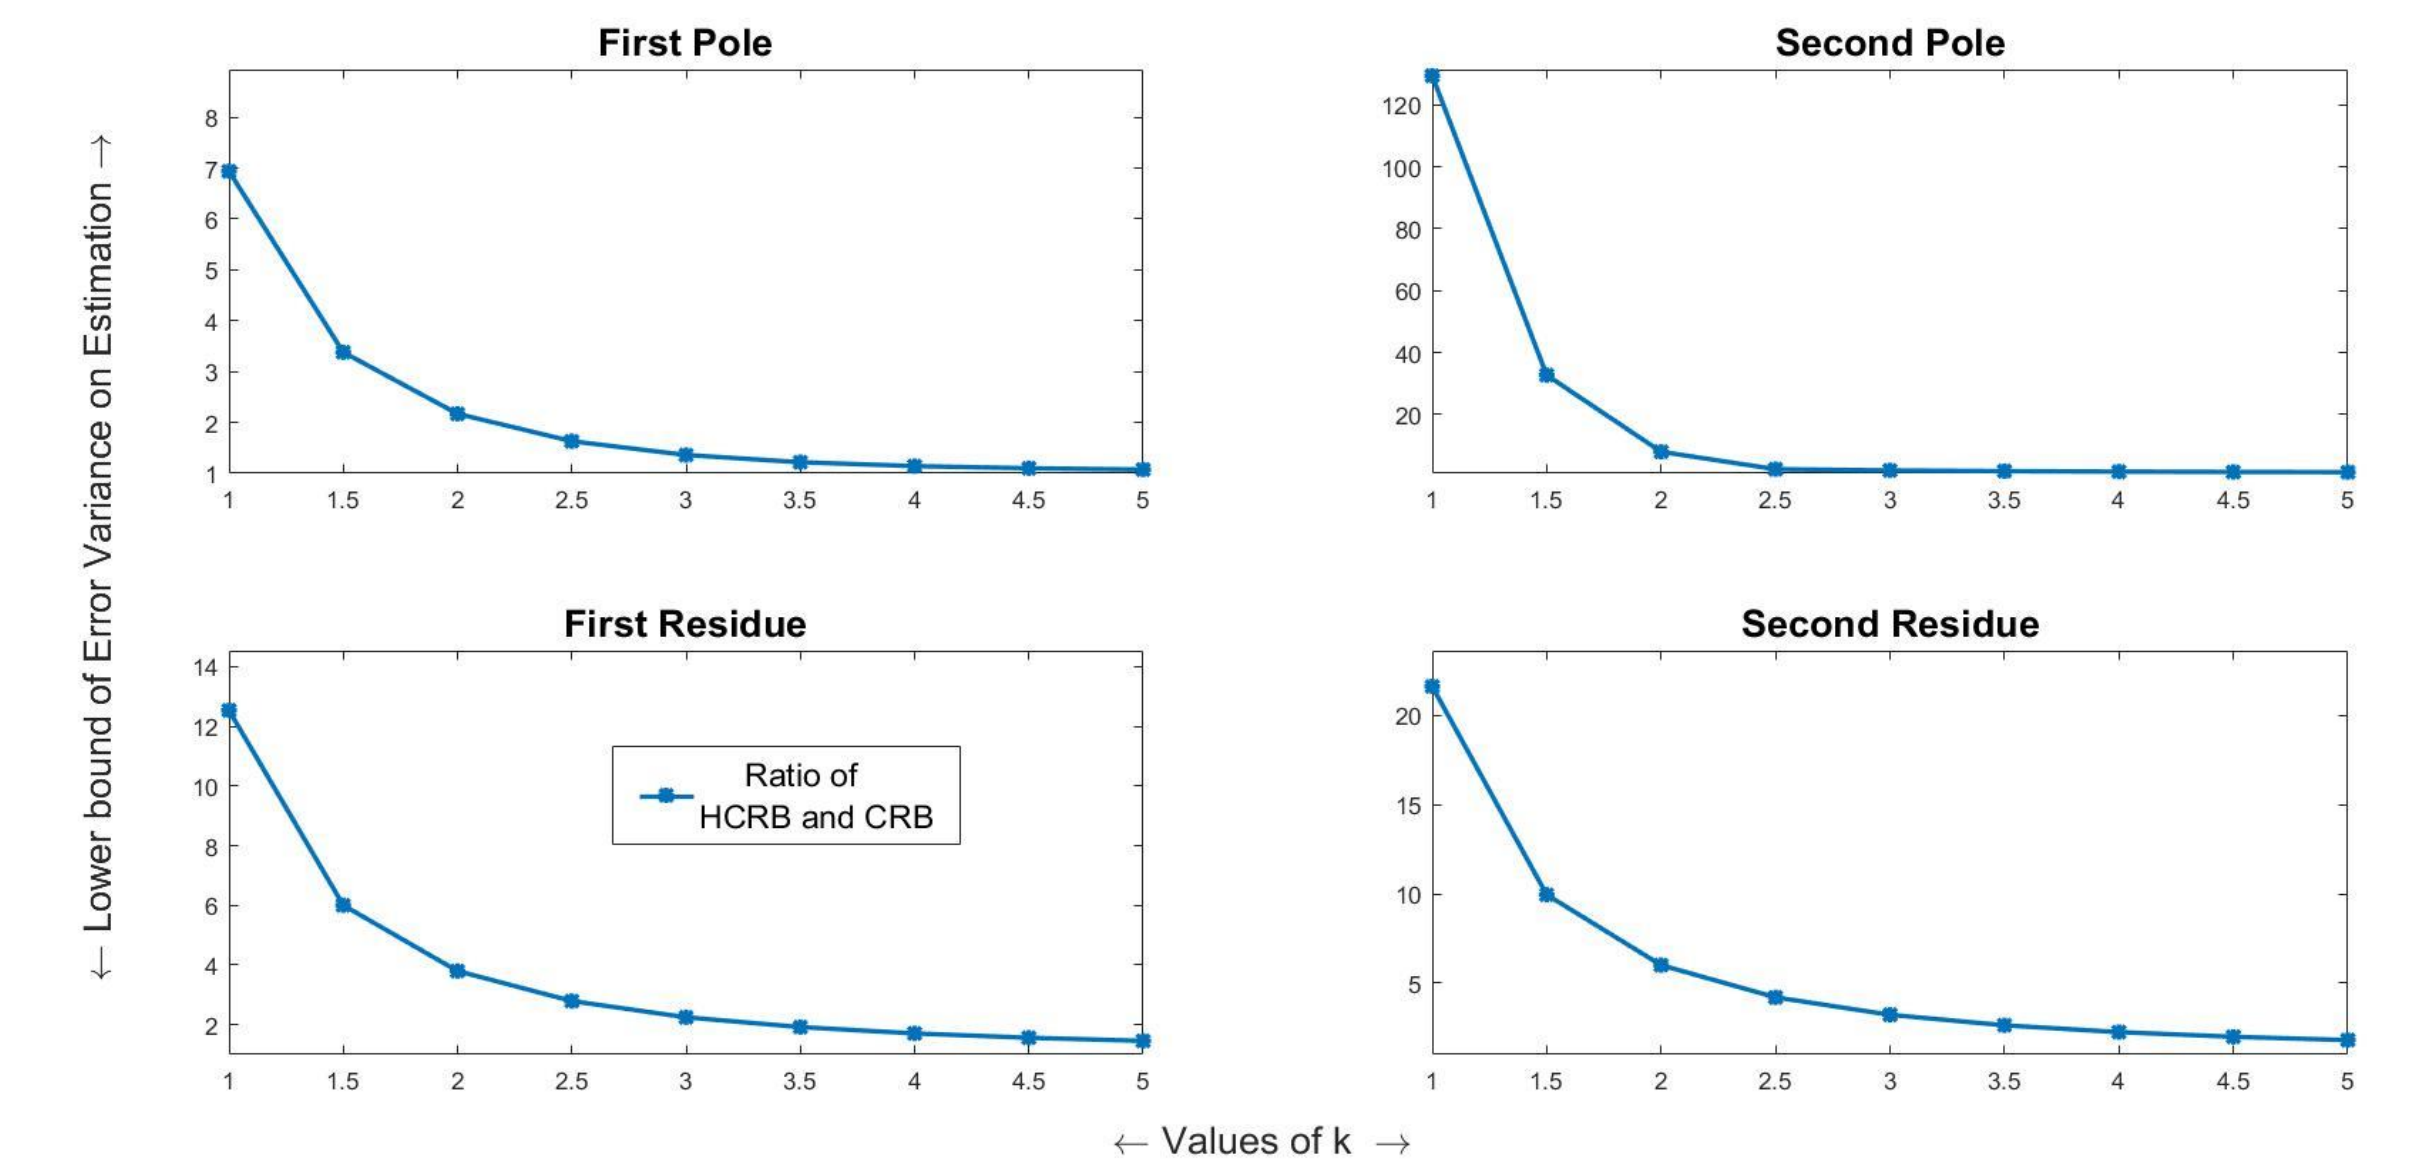 ← Lower bound of Error Variance on Estimation →
First Pole
8
7
6
5
4
3
2
1
1 1.5 2 2.5 3 3.5 4 4.5 5
Second Pole
120
100
80
60
40
20
1 1.5 2 2.5 3 3.5 4 4.5 5
First Residue
14
12
10
8
6
4
2
Ratio of
HCRB and CRB
1 1.5 2 2.5 3 3.5 4 4.5 5
Second Residue
20
15
10
5
1 1.5 2 2.5 3 3.5 4 4.5 5
← Values of k →